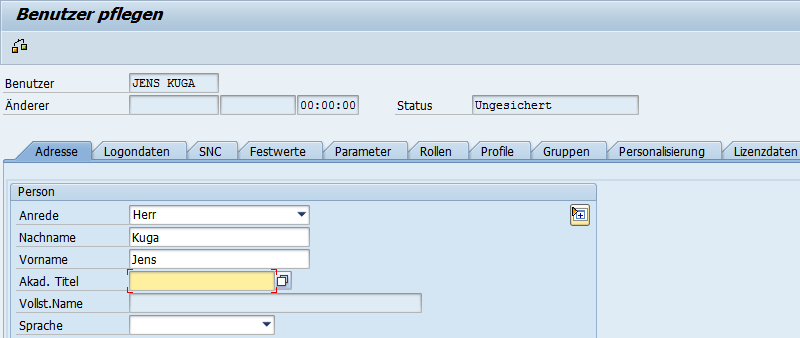 Benutzer pflegen
Benutzer JENS KUGA
Änderer 00:00:00 Status Ungesichert
Adresse Logondaten SNC Festwerte Parameter Rollen Profile Gruppen Personalisierung Lizenzdaten
Person
Anrede Herr
Nachname Kuga
Vorname Jens
Akad. Titel
Vollst.Name
Sprache